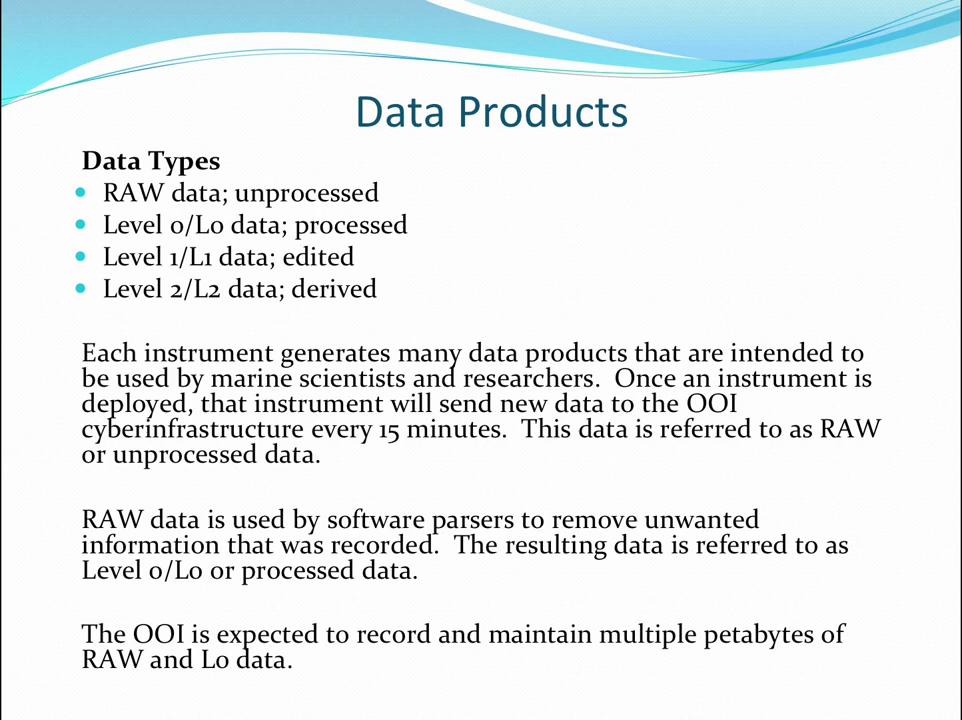 Data Products
Data Types
• RAW data; unprocessed
• Level 0/L0 data; processed
• Level 1/L1 data; edited
• Level 2/L2 data; derived
Each instrument generates many data products that are intended to
be used by marine scientists and researchers.  Once an instrument is
deployed, that instrument will send new data to the OOI
cyberinfrastructure every 15 minutes.  This data is referred to as RAW
or unprocessed data.
RAW data is used by software parsers to remove unwanted
information that was recorded.  The resulting data is referred to as
Level 0/L0 or processed data.
The OOI is expected to record and maintain multiple petabytes of
RAW and L0 data.